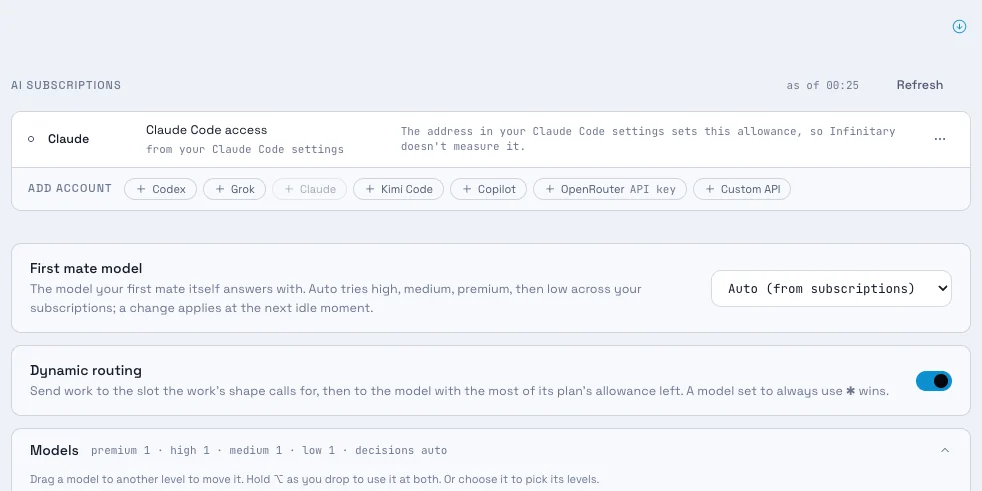 AI SUBSCRIPTIONS
as of 00:25
Refresh
Claude
Claude Code access
from your Claude Code settings
The address in your Claude Code settings sets this allowance, so Infinitary
doesn't measure it.
...
ADD ACCOUNT
+ Codex
+ Grok
+ Claude
+ Kimi Code
+ Copilot
+ OpenRouter API key
+ Custom API
First mate model
The model your first mate itself answers with. Auto tries high, medium, premium, then low across your
subscriptions; a change applies at the next idle moment.
Auto (from subscriptions)
Dynamic routing
Send work to the slot the work's shape calls for, then to the model with the most of its plan's allowance left. A model set to always use ✱ wins.
Models
premium 1 · high 1 · medium 1 · low 1 · decisions auto
Drag a model to another level to move it. Hold ⌥ as you drop to use it at both. Or choose it to pick its levels.